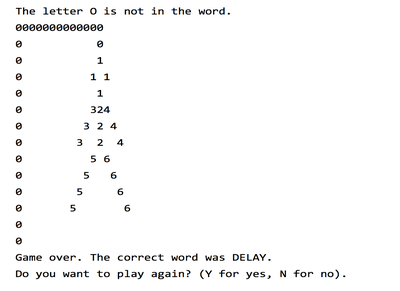 The letter O is not in the word.
0000000000000
0           0
0           1
0          1 1
0           1
0          324
0         3 2 4
0        3  2  4
0          5 6
0         5   6
0        5     6
0       5       6
0
0
Game over. The correct word was DELAY.
Do you want to play again? (Y for yes, N for no).